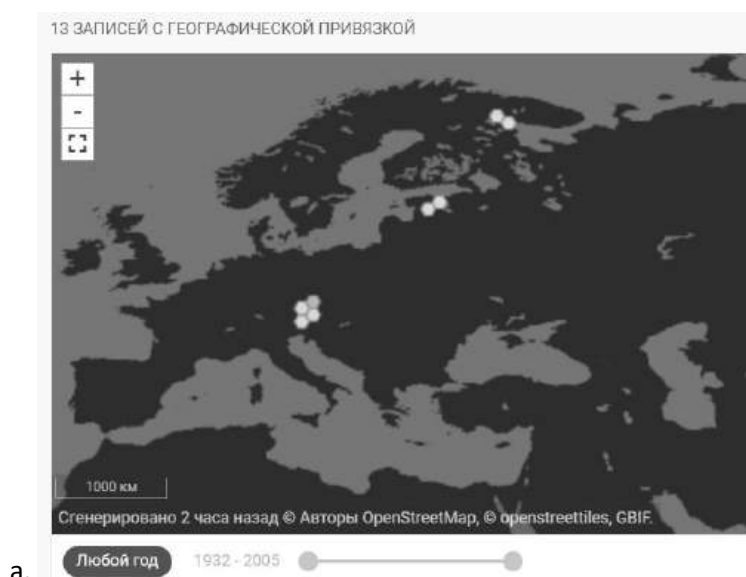 13 ЗАПИСЕЙ С ГЕОГРАФИЧЕСКОЙ ПРИВЯЗКОЙ
+
-
1000 км
Сгенерировано 2 часа назад © Авторы OpenStreetMap, © openstreettiles, GBIF.
а. Любой год 1932 - 2005